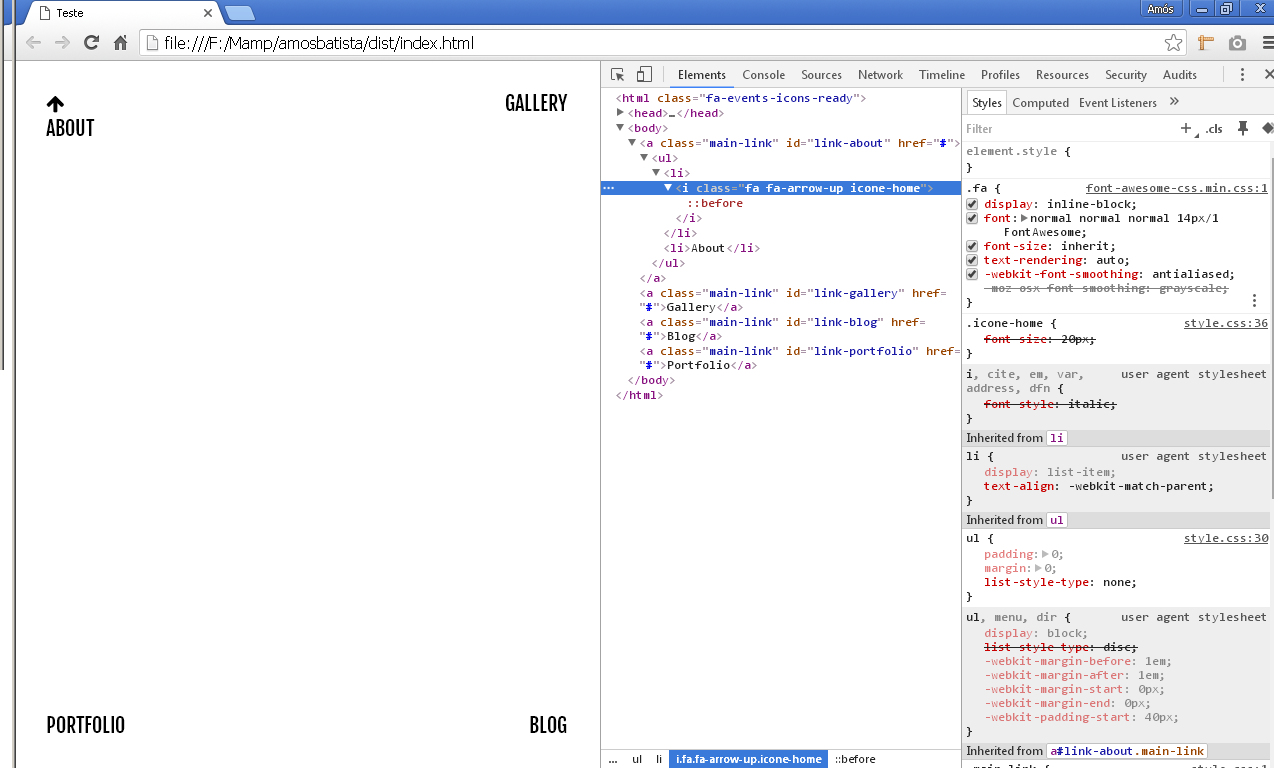 Teste
Amós
file:///F:/Mamp/amosbatista/dist/index.html
GALLERY
ABOUT
PORTFOLIO
BLOG
Elements Console Sources Network Timeline Profiles Resources Security Audits
<html class="fa-events-icons-ready">
<head>…</head>
<body>
<a class="main-link" id="link-about" href="#">
<ul>
<li>
<i class="fa fa-arrow-up icone-home">
::before
</i>
</li>
<li>About</li>
</ul>
</a>
<a class="main-link" id="link-gallery" href=
"#">Gallery</a>
<a class="main-link" id="link-blog" href=
"#">Blog</a>
<a class="main-link" id="link-portfolio" href=
"#">Portfolio</a>
</body>
</html>
... ul li i.fa.fa-arrow-up.icone-home ::before
Styles Computed Event Listeners »
Filter + .cls
element.style {
}
.fa { font-awesome-css.min.css:1
display: inline-block;
font: normal normal normal 14px/1
FontAwesome;
font-size: inherit;
text-rendering: auto;
-webkit-font-smoothing: antialiased;
-moz-osx-font-smoothing: grayscale;
}
.icone-home { style.css:36
font-size: 20px;
}
i, cite, em, var, user agent stylesheet
address, dfn {
font-style: italic;
}
Inherited from li
li { user agent stylesheet
display: list-item;
text-align: -webkit-match-parent;
}
Inherited from ul
ul { style.css:30
padding: 0;
margin: 0;
list-style-type: none;
}
ul, menu, dir { user agent stylesheet
display: block;
list-style-type: disc;
-webkit-margin-before: 1em;
-webkit-margin-after: 1em;
-webkit-margin-start: 0px;
-webkit-margin-end: 0px;
-webkit-padding-start: 40px;
}
Inherited from a#link-about.main-link
.main-link { style.css:1